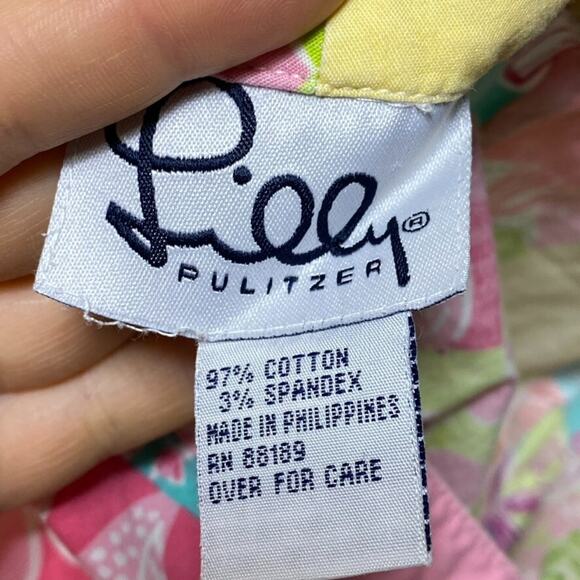 Lilly®
PULITZER
97% COTTON
3% SPANDEX
MADE IN PHILIPPINES
RN 88189
OVER FOR CARE